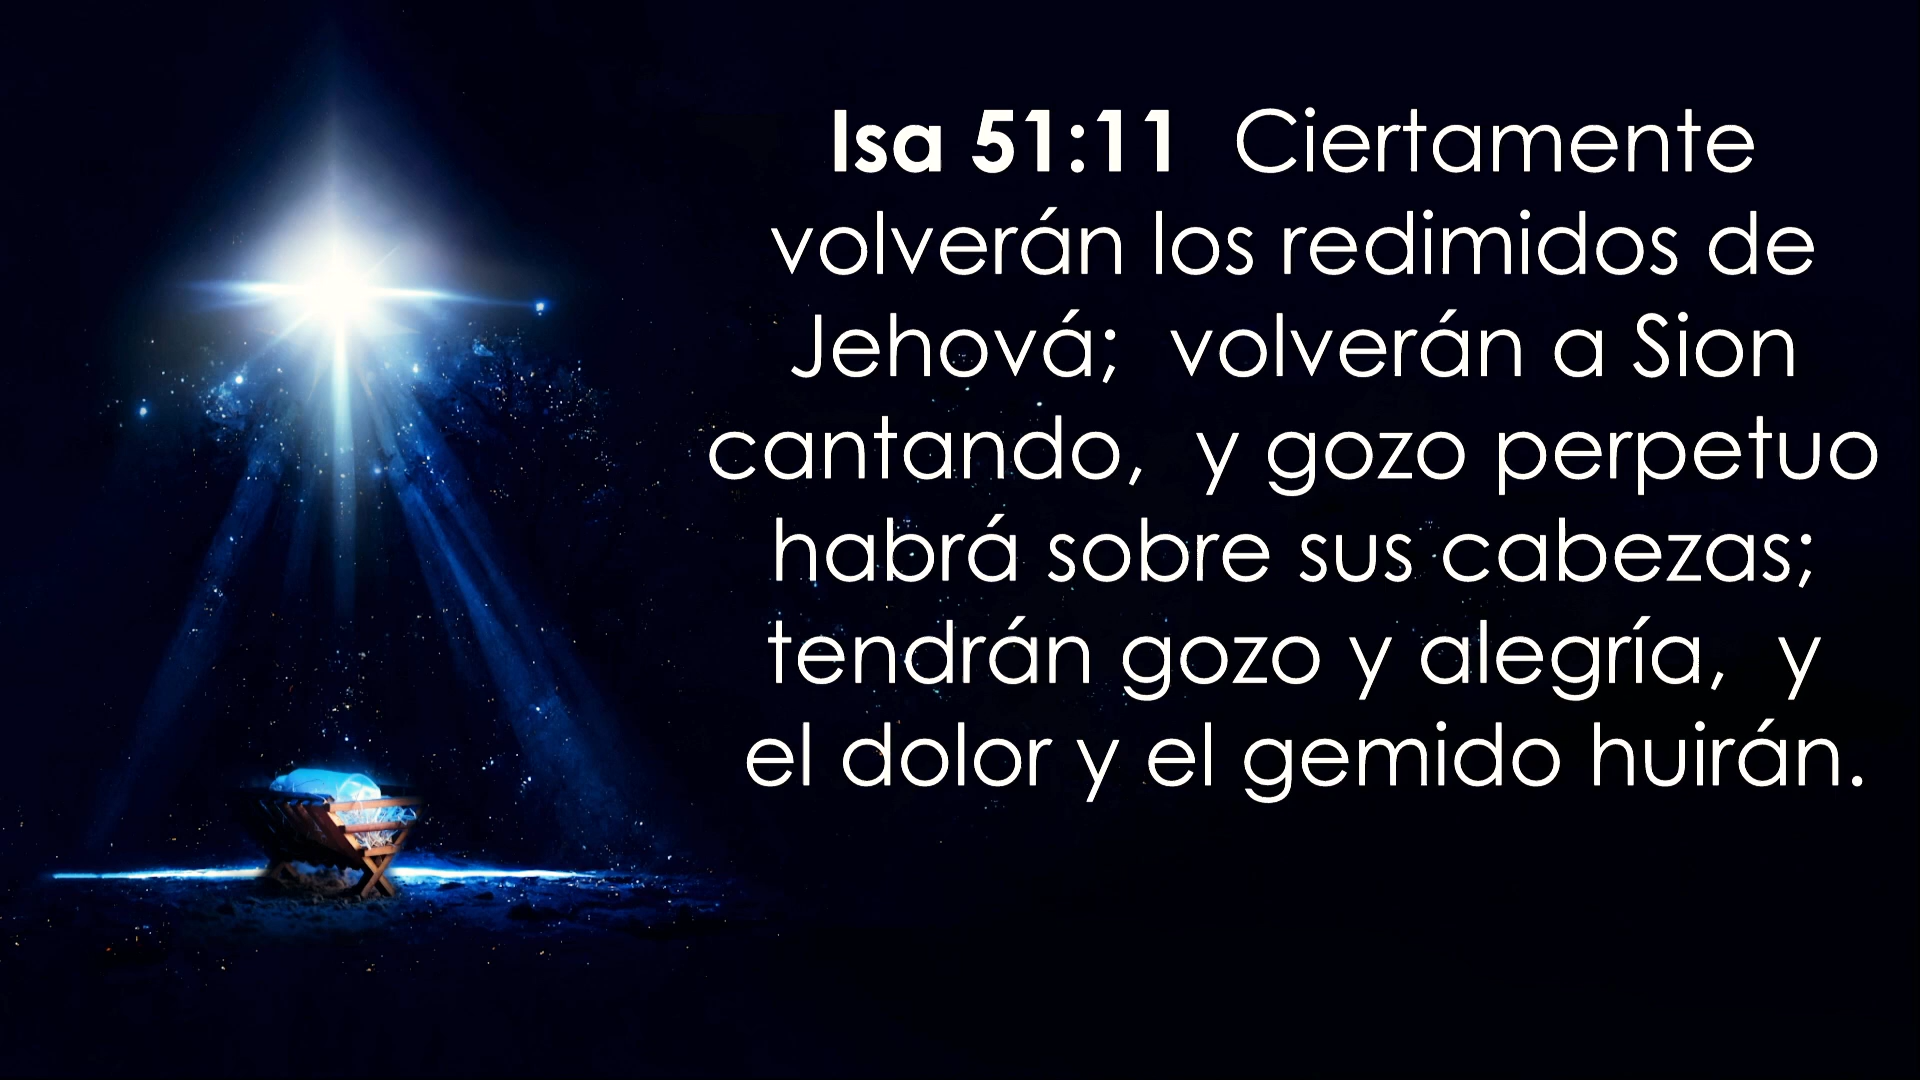 Isa 51:11  Ciertamente
volverán los redimidos de
Jehová;  volverán a Sion
cantando,  y gozo perpetuo
habrá sobre sus cabezas;
tendrán gozo y alegría,  y
el dolor y el gemido huirán.